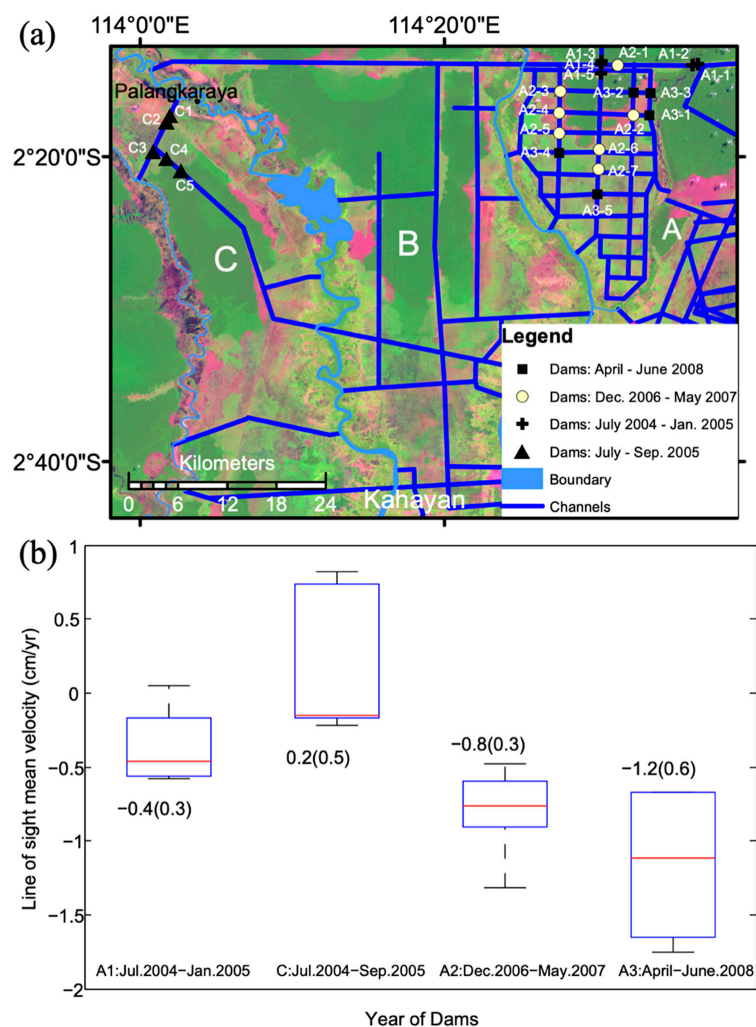 (a)
114°0'0"E
114°20'0"E
A1-3
A2-1
A1-2
A1-4
A1-5
A1-1
Palangkaraya
A2-3
A3-2
A3-3
C1
C2
A2-4
A3-1
A2-5
A2-2
C3
C4
A3-4
A2-6
2°20'0"S
C5
A2-7
A3-5
A
B
C
Legend
Dams: April - June 2008
Dams: Dec. 2006 - May 2007
Dams: July 2004 - Jan. 2005
Dams: July - Sep. 2005
Boundary
Channels
2°40'0"S
Kilometers
0 3 6 12 18 24
Kahayan
(b)
Line of sight mean velocity (cm/yr)
1
0.5
0
−0.5
−1
−1.5
−2
−0.4(0.3)
0.2(0.5)
−0.8(0.3)
−1.2(0.6)
A1:Jul.2004−Jan.2005
C:Jul.2004−Sep.2005
A2:Dec.2006−May.2007
A3:April−June.2008
Year of Dams